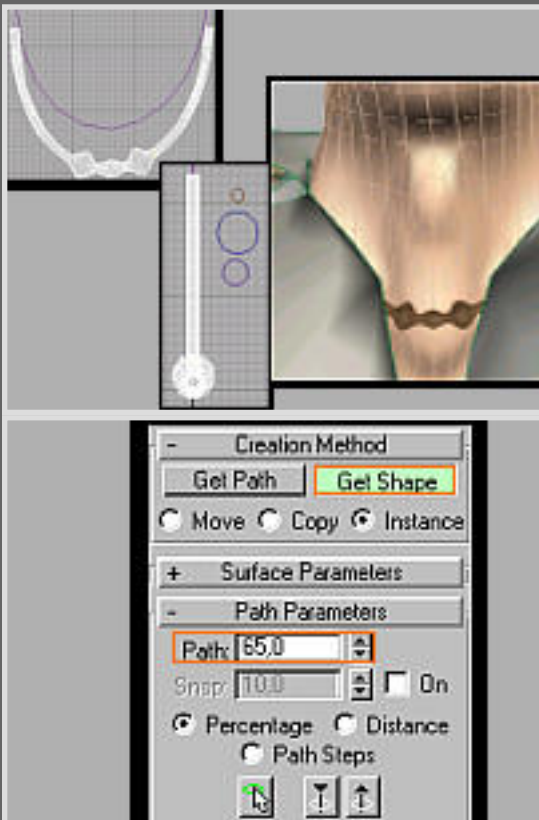 - Creation Method
Get Path Get Shape
Move Copy Instance
+ Surface Parameters
- Path Parameters
Path: 65,0
Snap: 10,0 On
Percentage Distance
Path Steps